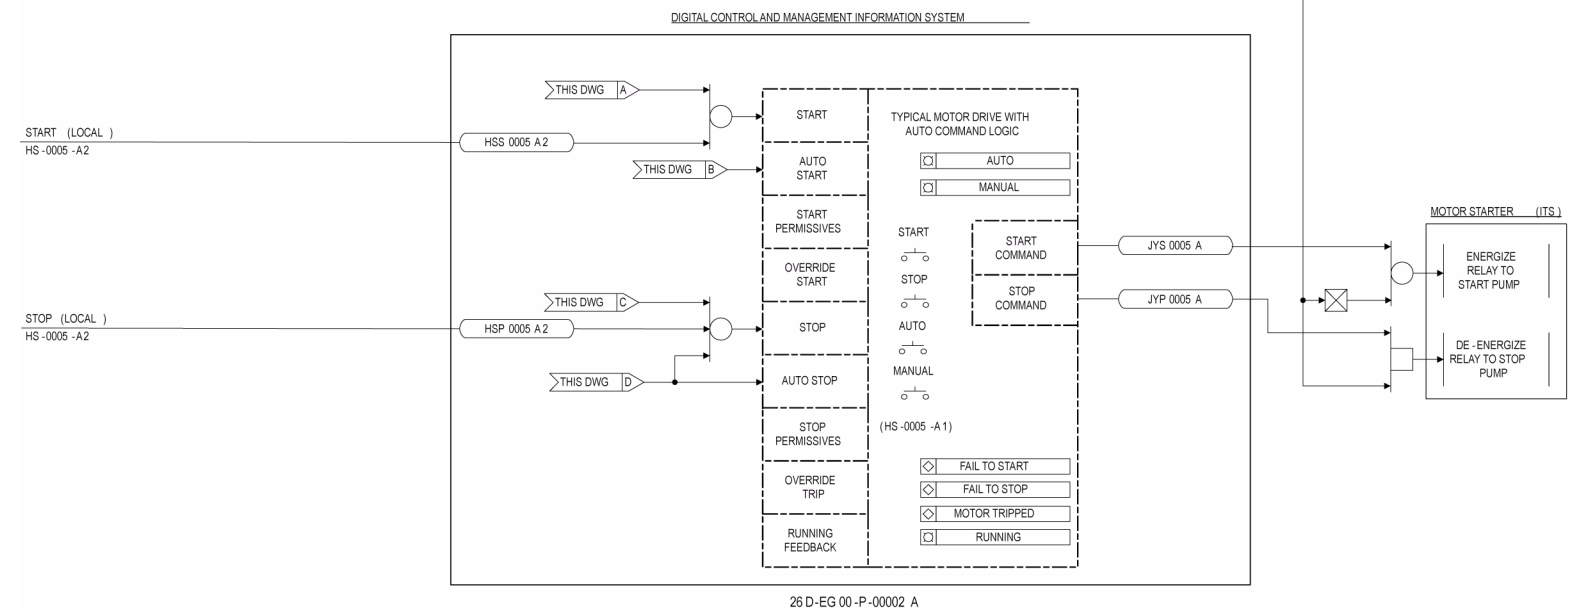 DIGITAL CONTROL AND MANAGEMENT INFORMATION SYSTEM
THIS DWG A
START (LOCAL )
HS -0005 -A2
HSS 0005 A2
THIS DWG B
STOP (LOCAL )
HS -0005 -A2
THIS DWG C
HSP 0005 A2
THIS DWG D
START
AUTO
START
START
PERMISSIVES
OVERRIDE
START
STOP
AUTO STOP
STOP
PERMISSIVES
OVERRIDE
TRIP
RUNNING
FEEDBACK
TYPICAL MOTOR DRIVE WITH
AUTO COMMAND LOGIC
AUTO
MANUAL
START
STOP
AUTO
MANUAL
(HS -0005 -A1)
START
COMMAND
STOP
COMMAND
FAIL TO START
FAIL TO STOP
MOTOR TRIPPED
RUNNING
JYS 0005 A
JYP 0005 A
MOTOR STARTER (ITS )
ENERGIZE
RELAY TO
START PUMP
DE - ENERGIZE
RELAY TO STOP
PUMP
26 D-EG 00 -P -00002 A